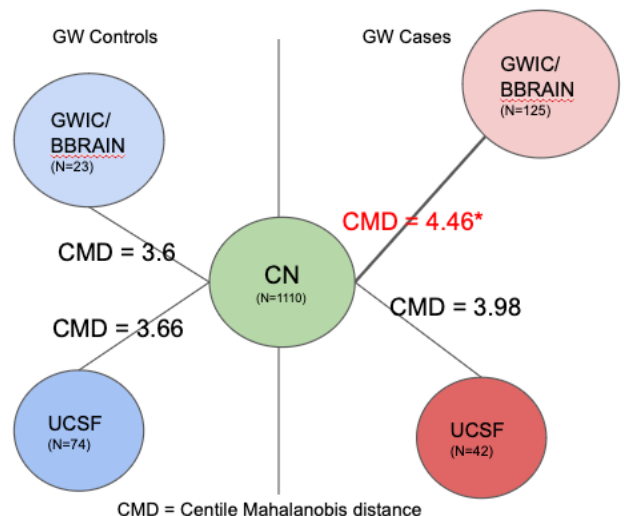 GW Controls
GW Cases
GWIC/
BBRAIN
(N=23)
GWIC/
BBRAIN
(N=125)
CMD = 3.6
CMD = 4.46*
CN
(N=1110)
CMD = 3.66
CMD = 3.98
UCSF
(N=74)
UCSF
(N=42)
CMD = Centile Mahalanobis distance